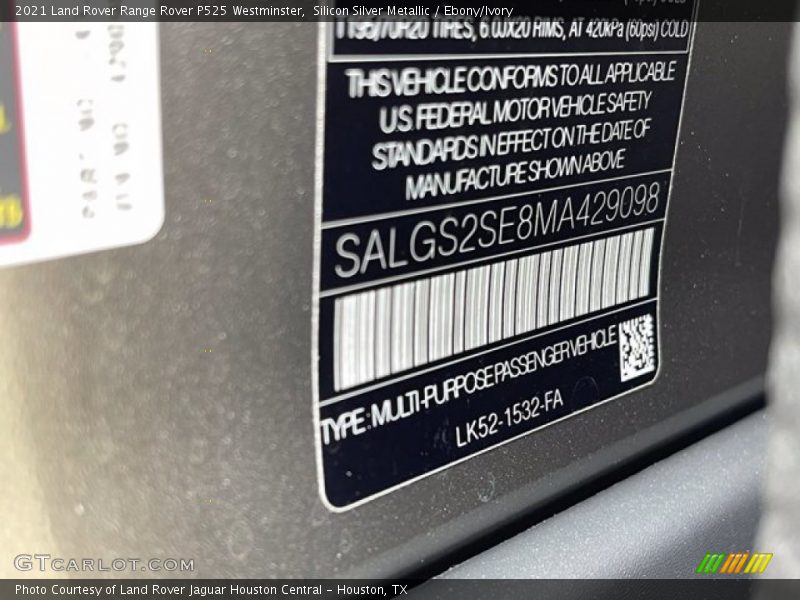 2021 Land Rover Range Rover P525 Westminster, Silicon Silver Metallic / Ebony/Ivory
T195/70R20 TIRES, 6.0JX20 RIMS, AT 420kPa (60psi) COLD
THIS VEHICLE CONFORMS TO ALL APPLICABLE
U.S FEDERAL MOTOR VEHICLE SAFETY
STANDARDS IN EFFECT ON THE DATE OF
MANUFACTURE SHOWN ABOVE
SALGS2SE8MA429098
TYPE: MULTI-PURPOSE PASSENGER VEHICLE
LK52-1532-FA
GTCARLOT.COM
Photo Courtesy of Land Rover Jaguar Houston Central - Houston, TX